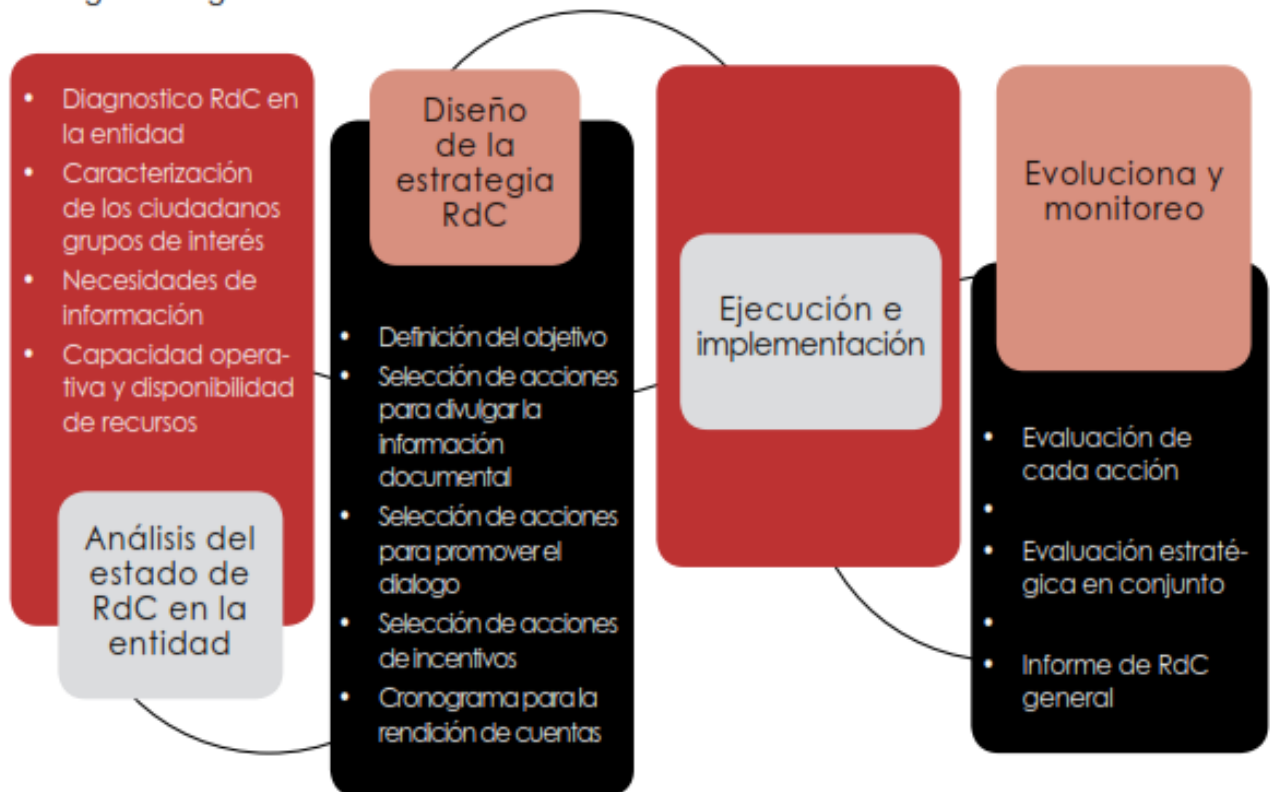 • Diagnostico RdC en
la entidad
• Caracterización
de los ciudadanos
grupos de interés
• Necesidades de
información
• Capacidad opera-
tiva y disponibilidad
de recursos
Análisis del
estado de
RdC en la
entidad
Diseño
de la
estrategia
RdC
• Definición del objetivo
• Selección de acciones
para divulgar la
información
documental
• Selección de acciones
para promover el
dialogo
• Selección de acciones
de incentivos
• Cronograma para la
rendición de cuentas
Ejecución e
implementación
Evoluciona y
monitoreo
• Evaluación de
cada acción
•
• Evaluación estraté-
gica en conjunto
•
• Informe de RdC
general